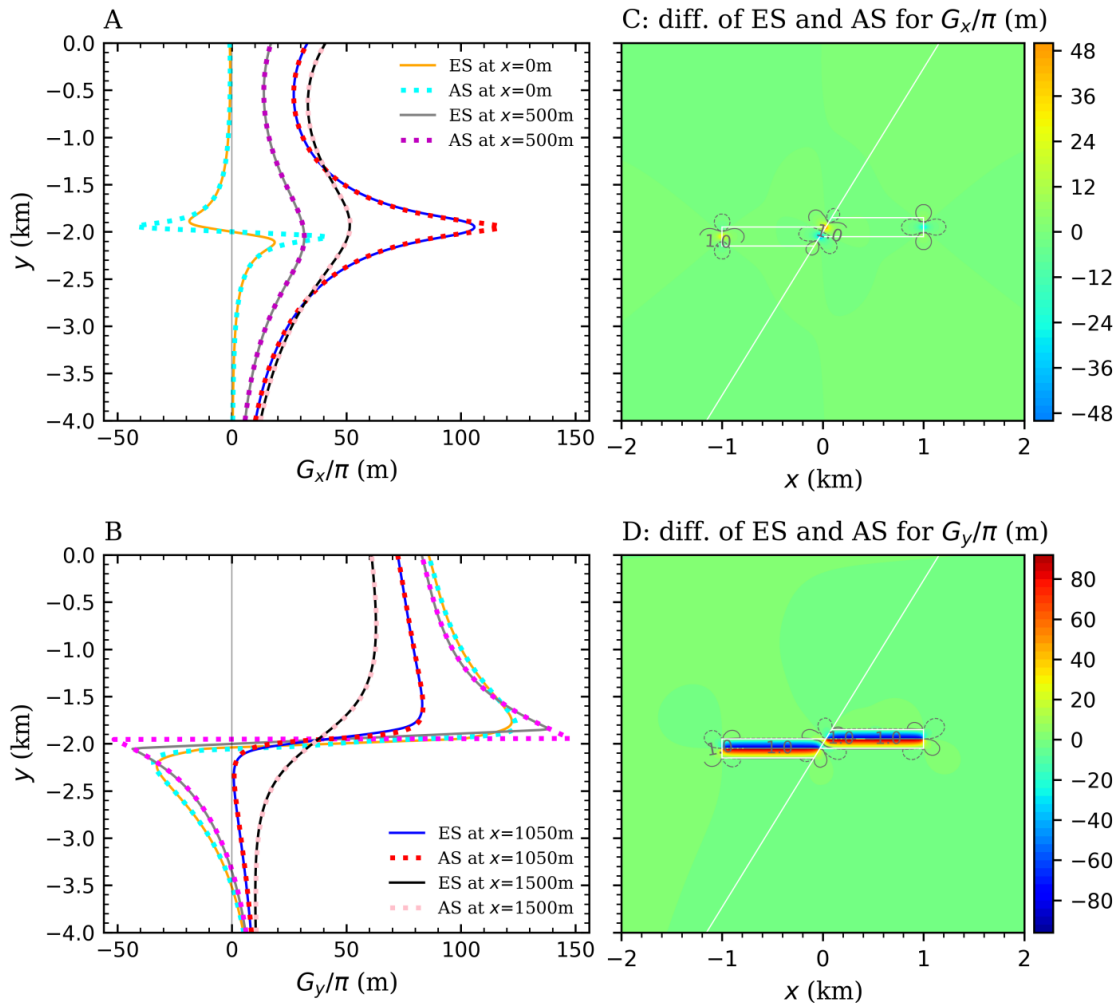 A
C: diff. of ES and AS for Gₓ/π (m)
0.0
−0.5
−1.0
−1.5
−2.0
−2.5
−3.0
−3.5
−4.0
y (km)
ES at x=0m
AS at x=0m
ES at x=500m
AS at x=500m
−50 0 50 100 150
Gₓ/π (m)
1.0
1.0
−2 −1 0 1 2
x (km)
48
36
24
12
0
−12
−24
−36
−48
B
D: diff. of ES and AS for G_y/π (m)
0.0
−0.5
−1.0
−1.5
−2.0
−2.5
−3.0
−3.5
−4.0
y (km)
ES at x=1050m
AS at x=1050m
ES at x=1500m
AS at x=1500m
−50 0 50 100 150
G_y/π (m)
1.0
1.0
−2 −1 0 1 2
x (km)
80
60
40
20
0
−20
−40
−60
−80